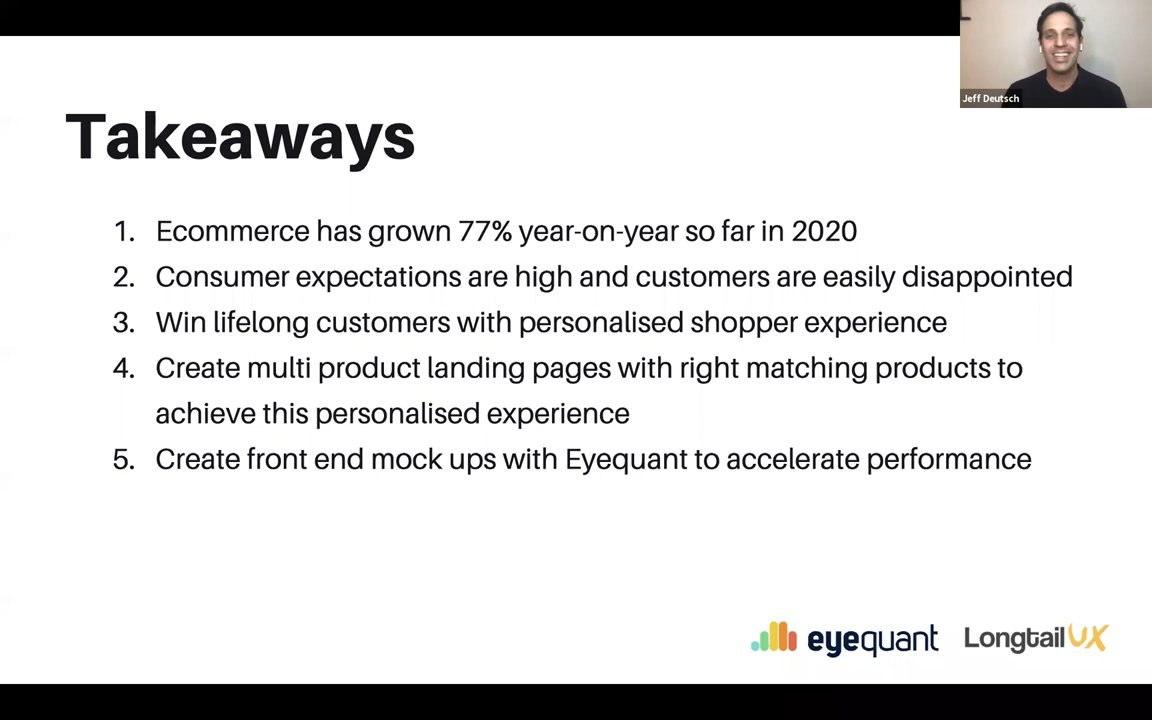 Jeff Deutsch
Takeaways
1. Ecommerce has grown 77% year-on-year so far in 2020
2. Consumer expectations are high and customers are easily disappointed
3. Win lifelong customers with personalised shopper experience
4. Create multi product landing pages with right matching products to
achieve this personalised experience
5. Create front end mock ups with Eyequant to accelerate performance
eyequant LongtailUX